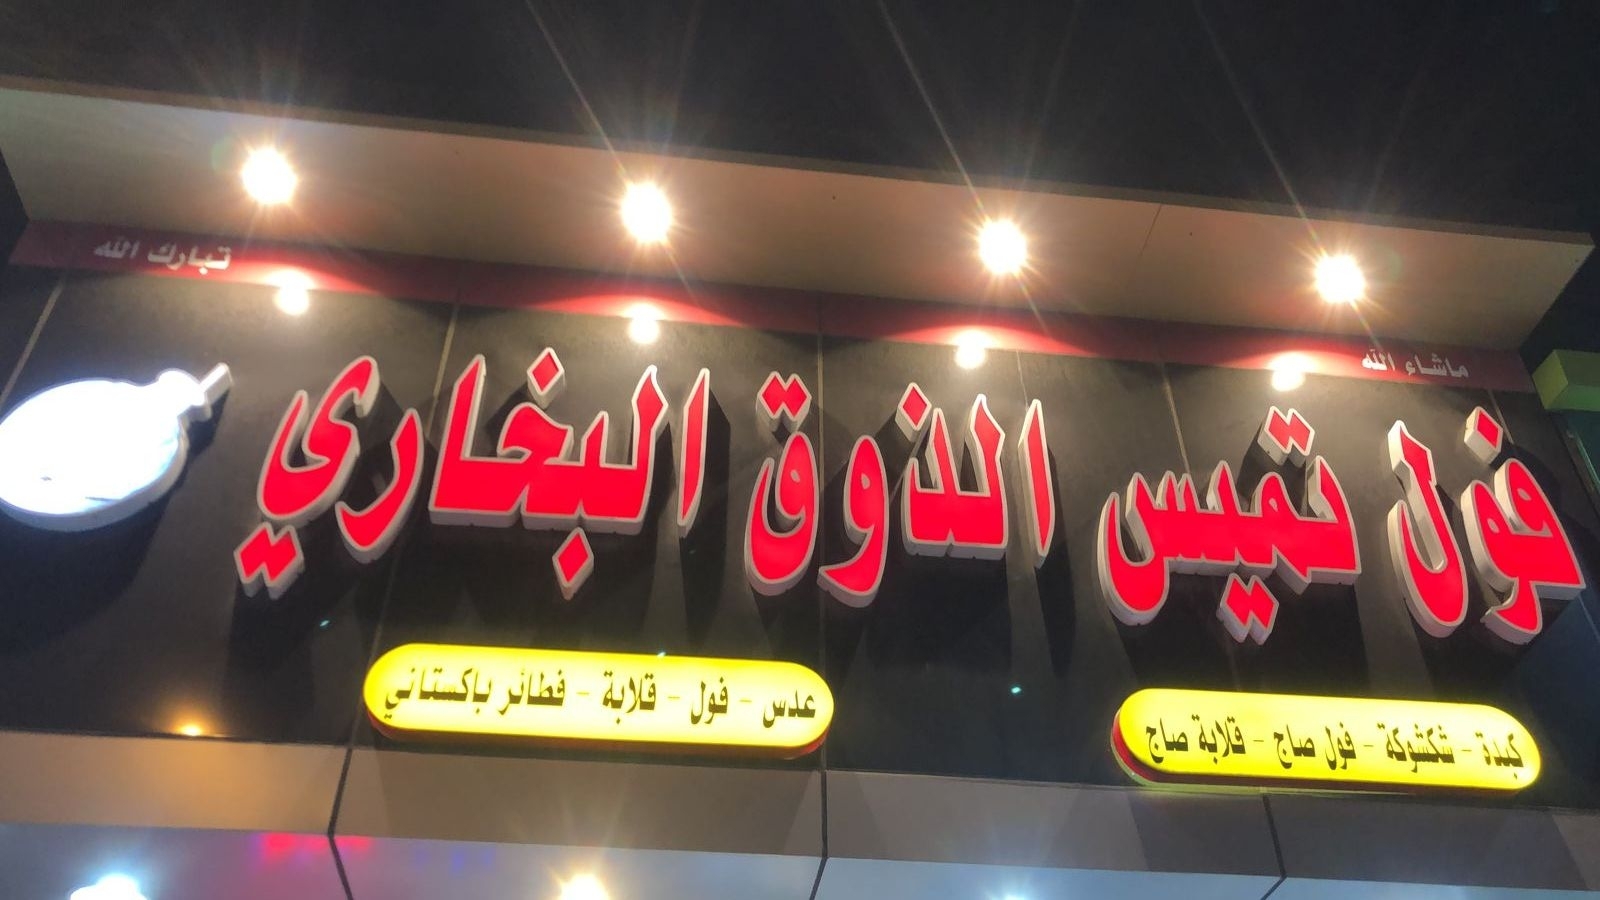 ماشاء الله
تبارك الله
فول تميس الذوق البخاري
كبدة - شكشوكة - فول صاج - قلابة صاج
عدس - فول - قلابة - فطائر باكستاني